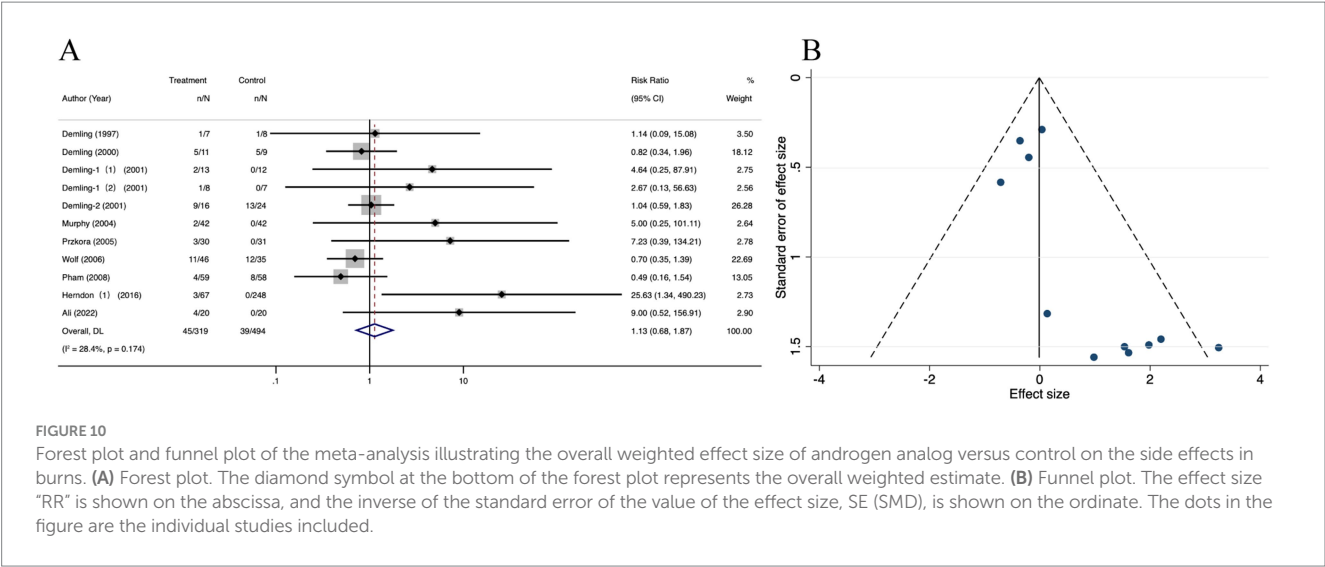 A
Treatment Control Risk Ratio %
Author (Year) n/N n/N (95% CI) Weight
Demling (1997) 1/7 1/8 1.14 (0.09, 15.08) 3.50
Demling (2000) 5/11 5/9 0.82 (0.34, 1.96) 18.12
Demling-1（1） (2001) 2/13 0/12 4.64 (0.25, 87.91) 2.75
Demling-1（2） (2001) 1/8 0/7 2.67 (0.13, 56.63) 2.56
Demling-2 (2001) 9/16 13/24 1.04 (0.59, 1.83) 26.28
Murphy (2004) 2/42 0/42 5.00 (0.25, 101.11) 2.64
Przkora (2005) 3/30 0/31 7.23 (0.39, 134.21) 2.78
Wolf (2006) 11/46 12/35 0.70 (0.35, 1.39) 22.69
Pham (2008) 4/59 8/58 0.49 (0.16, 1.54) 13.05
Herndon（1） (2016) 3/67 0/248 25.63 (1.34, 490.23) 2.73
Ali (2022) 4/20 0/20 9.00 (0.52, 156.91) 2.90
Overall, DL 45/319 39/494 1.13 (0.68, 1.87) 100.00
(I² = 28.4%, p = 0.174)
.1 1 10
B
Standard error of effect size
0
.5
1
1.5
-4 -2 0 2 4
Effect size
FIGURE 10
Forest plot and funnel plot of the meta-analysis illustrating the overall weighted effect size of androgen analog versus control on the side effects in
burns. (A) Forest plot. The diamond symbol at the bottom of the forest plot represents the overall weighted estimate. (B) Funnel plot. The effect size
“RR” is shown on the abscissa, and the inverse of the standard error of the value of the effect size, SE (SMD), is shown on the ordinate. The dots in the
figure are the individual studies included.